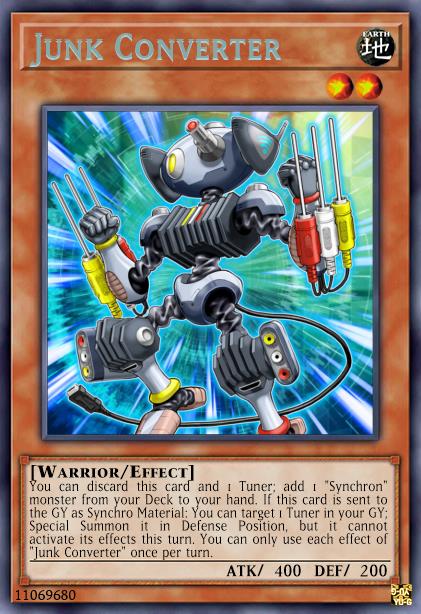 JUNK CONVERTER
EARTH
地
[WARRIOR/EFFECT]
You can discard this card and 1 Tuner; add 1 "Synchron"
monster from your Deck to your hand. If this card is sent to
the GY as Synchro Material: You can target 1 Tuner in your GY;
Special Summon it in Defense Position, but it cannot
activate its effects this turn. You can only use each effect of
"Junk Converter" once per turn.
ATK/ 400 DEF/ 200
11069680